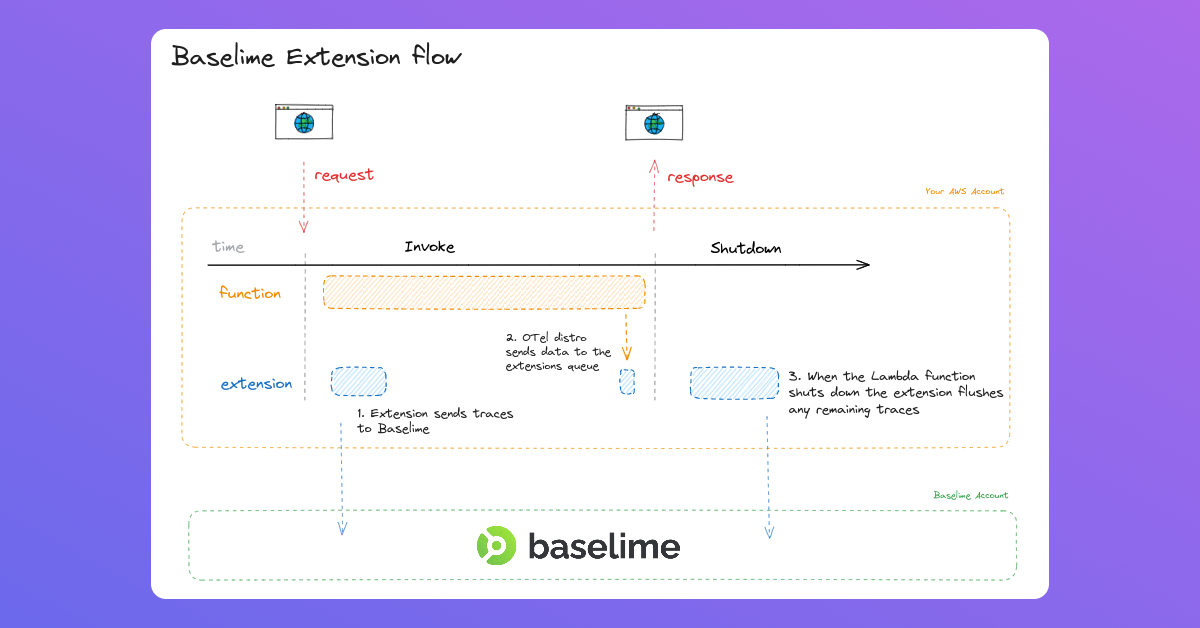 Baselime Extension flow
request
response
Your AWS Account
time
Invoke
Shutdown
function
2. OTel distro
sends data to the
extensions queue
extension
3. When the Lambda function
shuts down the extension flushes
any remaining traces
1. Extension sends traces
to Baselime
Baselime Account
baselime